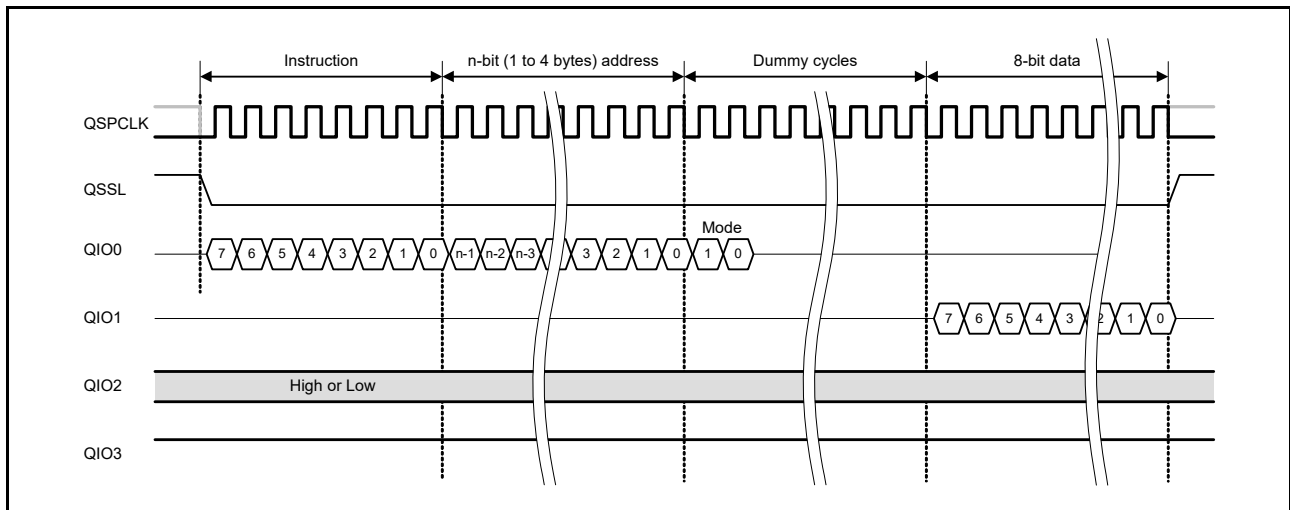 Instruction n-bit (1 to 4 bytes) address Dummy cycles 8-bit data
QSPCLK
QSSL
Mode
QIO0 7 6 5 4 3 2 1 0 n-1 n-2 n-3 3 2 1 0 1 0
QIO1 7 6 5 4 3 2 1 0
QIO2 High or Low
QIO3